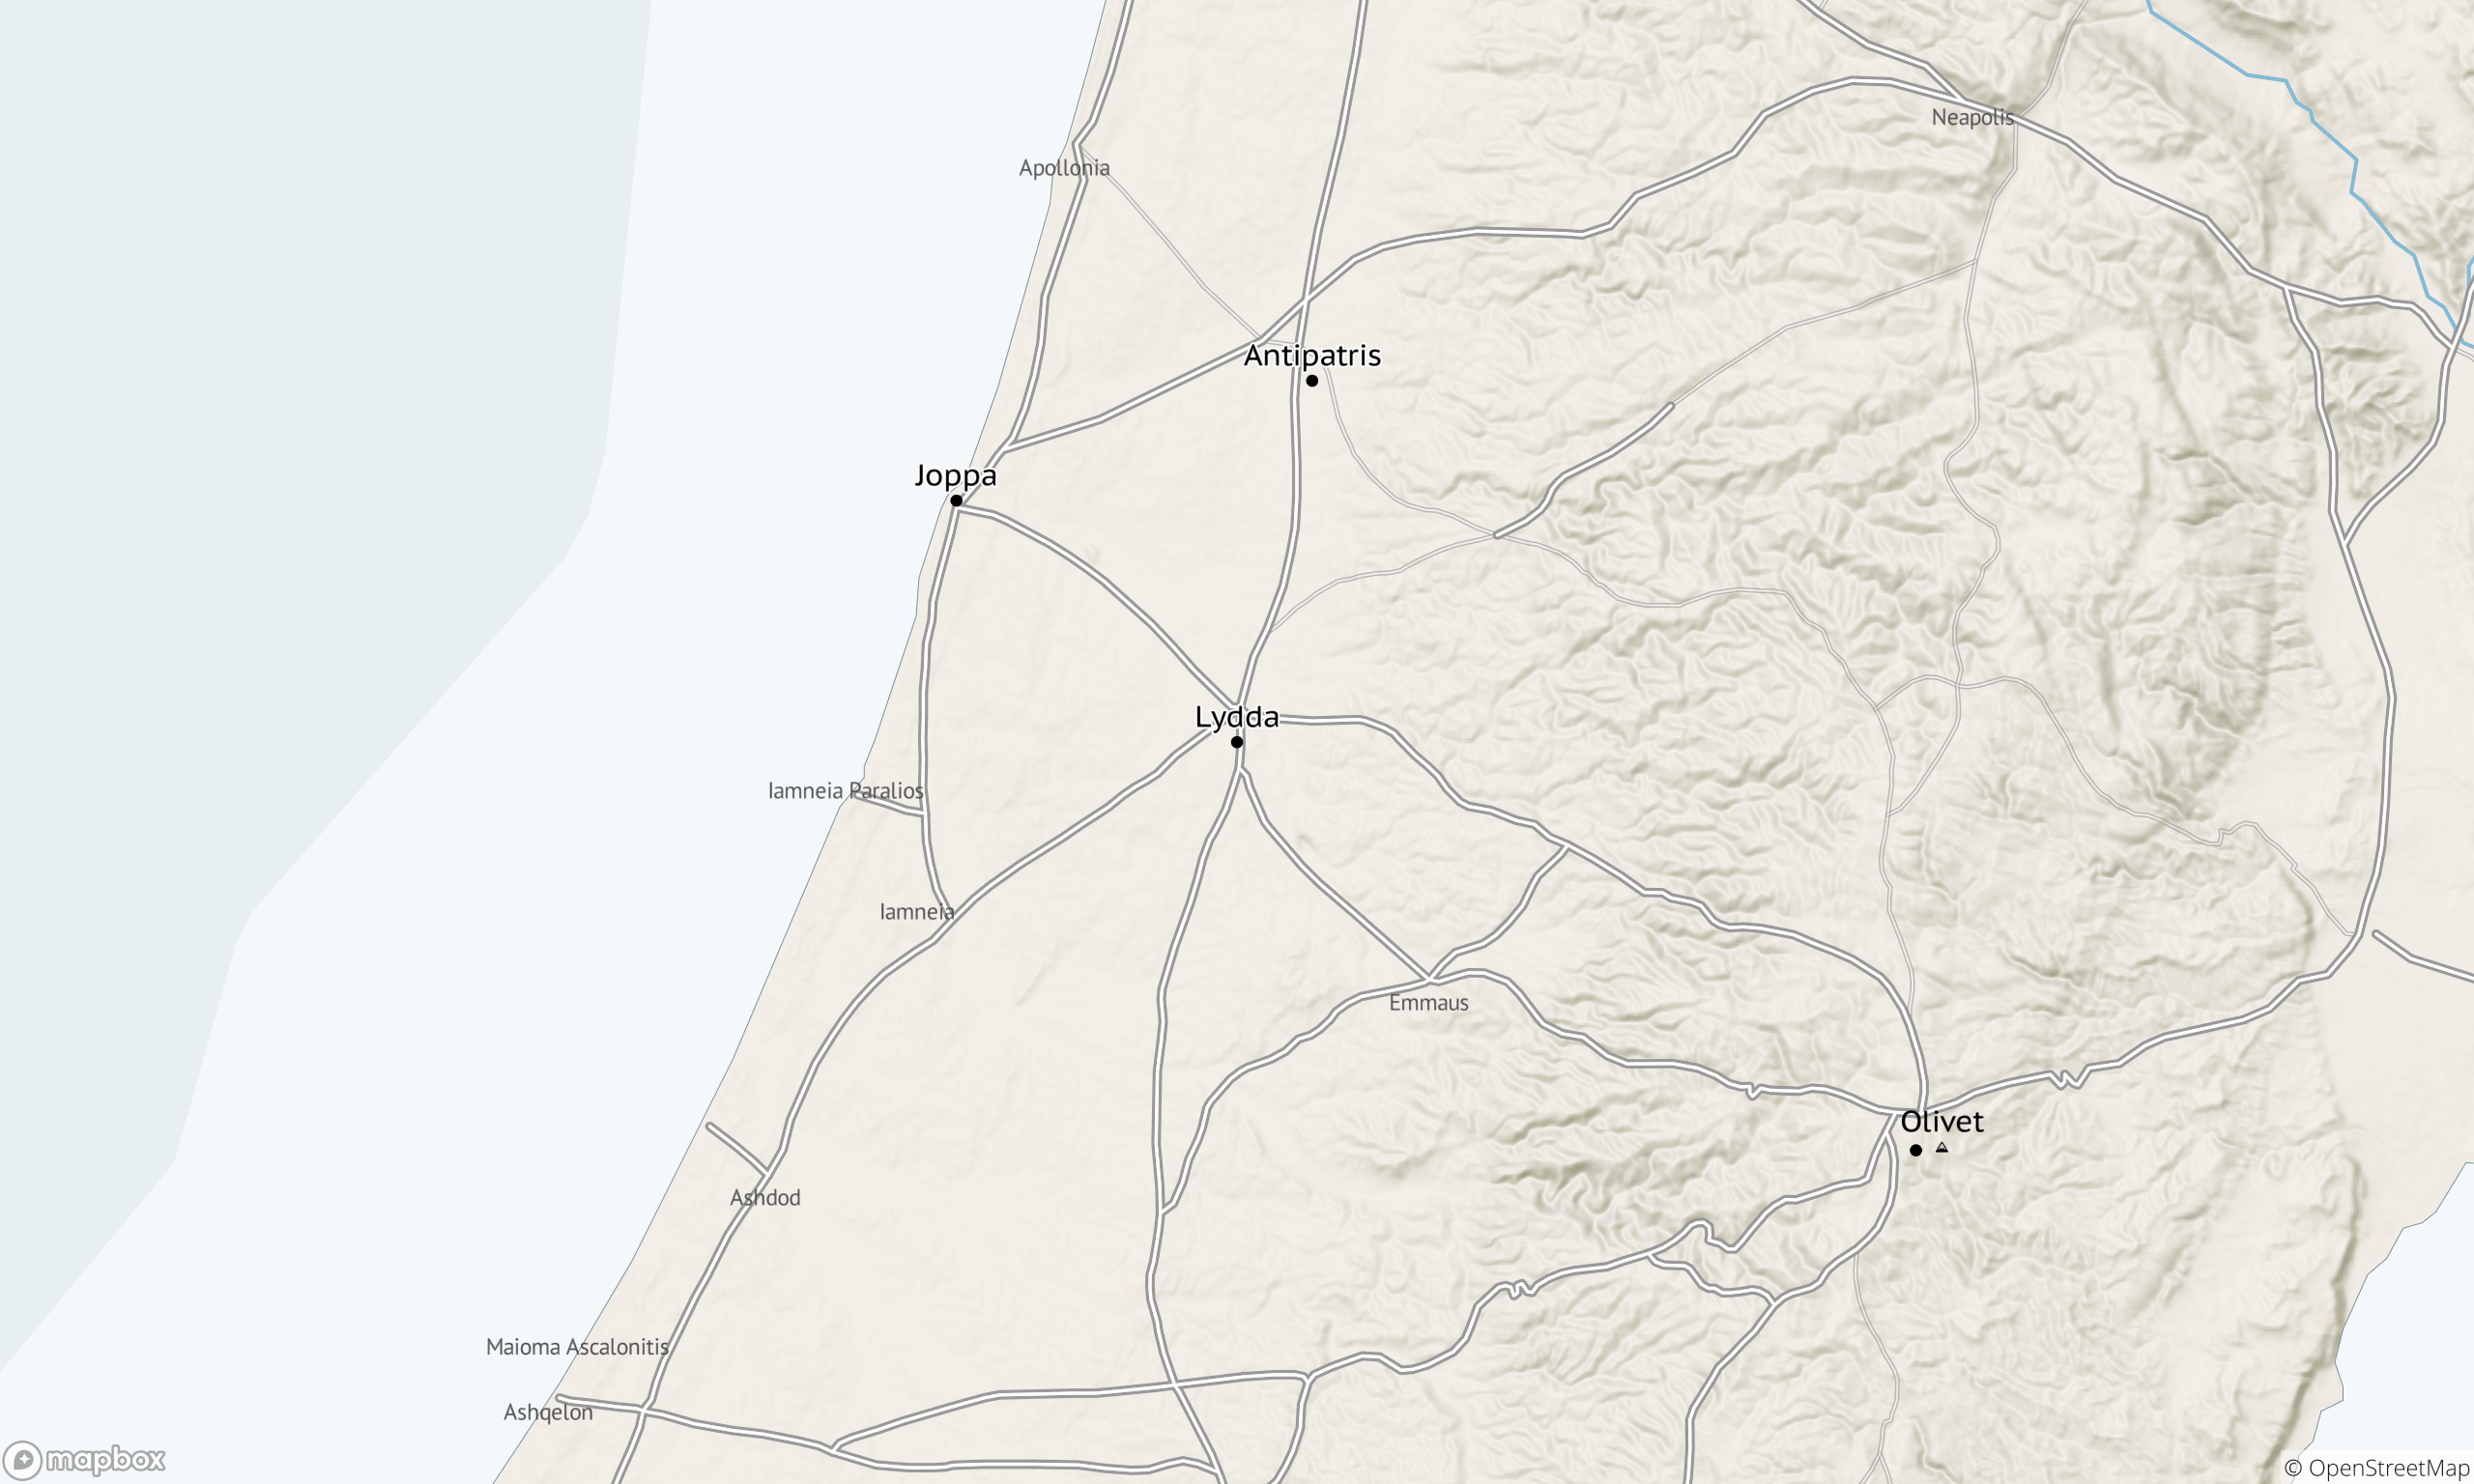 Neapolis
Apollonia
Antipatris
Joppa
Lydda
Iamneia Paralios
Iamneia
Emmaus
Olivet
Ashdod
Maioma Ascalonitis
Ashqelon
mapbox
© OpenStreetMap